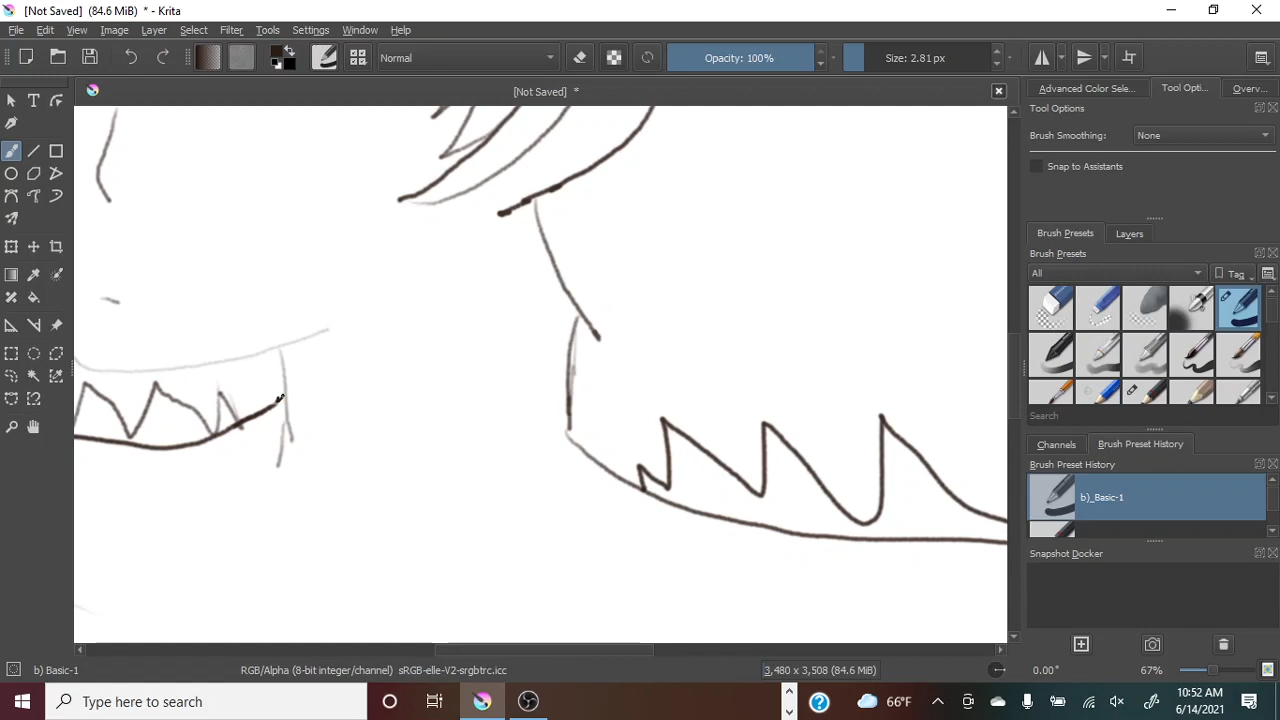 [Not Saved] (84.6 MiB) * - Krita
File Edit View Image Layer Filter Select Filter Tools Settings Window Help
Normal Opacity: 100% Size: 2.81 px
[Not Saved] *
Advanced Color Sele... Tool Opti... Overv...
Tool Options
Brush Smoothing: None
Snap to Assistants
Brush Presets Layers
Brush Presets
All Tag
Search
Channels Brush Preset History
Brush Preset History
b)_Basic-1
Snapshot Docker
b) Basic-1 RGB/Alpha (8-bit integer/channel) sRGB-elle-V2-srgbtrc.icc 3,480 x 3,508 (84.6 MiB) 0.00° 67%
Type here to search 66°F 10:52 AM
6/14/2021